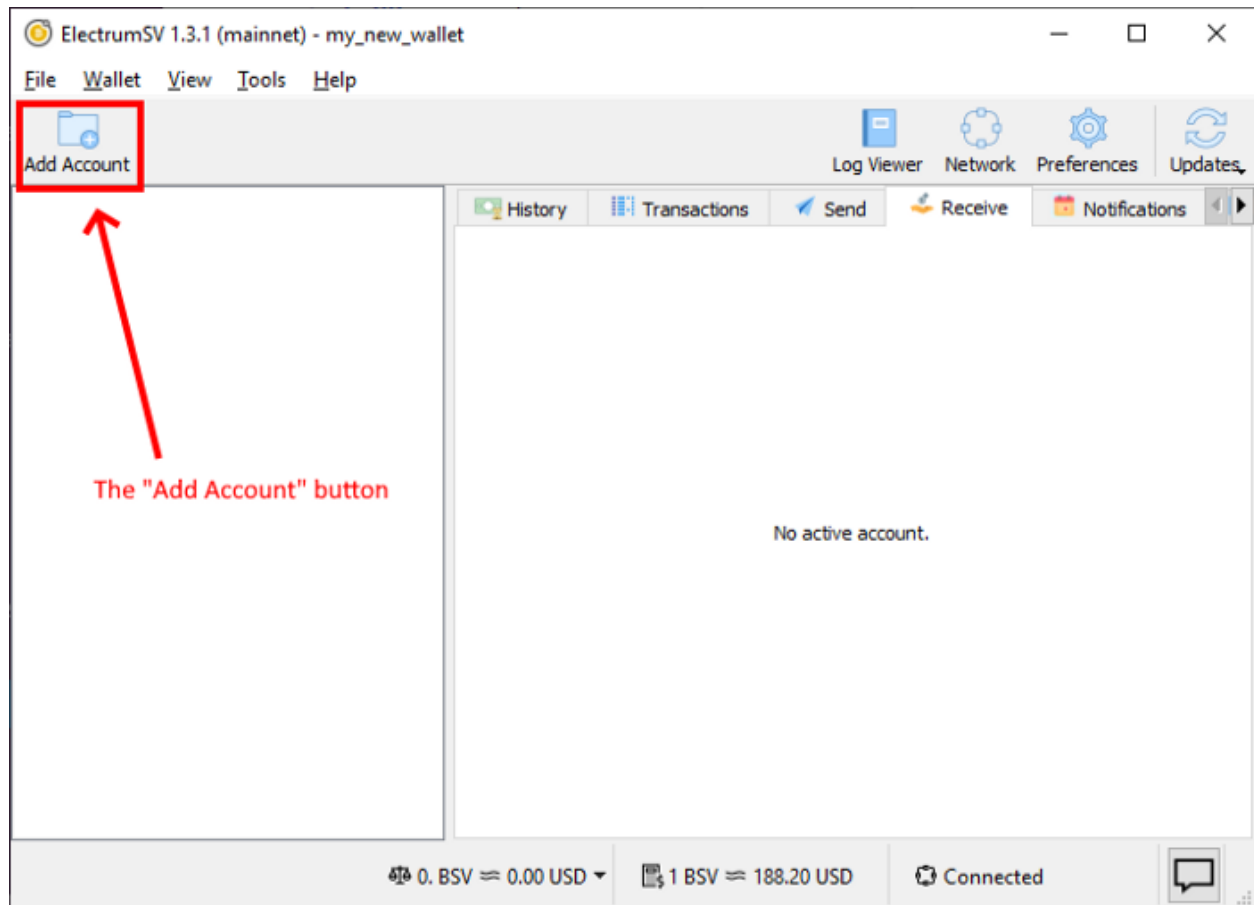 ElectrumSV 1.3.1 (mainnet) - my_new_wallet
File Wallet View Tools Help
Add Account
Log Viewer Network Preferences Updates
History Transactions Send Receive Notifications
The "Add Account" button
No active account.
0. BSV ≈ 0.00 USD 1 BSV ≈ 188.20 USD Connected